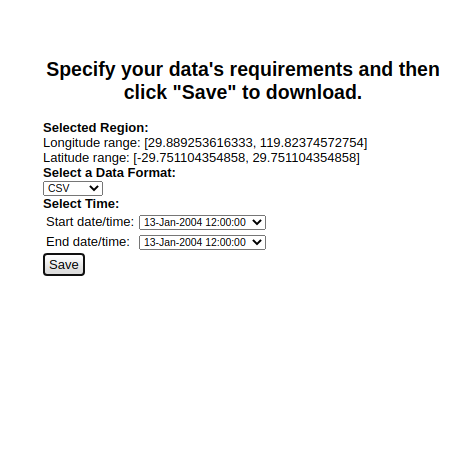 Specify your data's requirements and then
click "Save" to download.
Selected Region:
Longitude range: [29.889253616333, 119.82374572754]
Latitude range: [-29.751104354858, 29.751104354858]
Select a Data Format:
CSV
Select Time:
Start date/time: 13-Jan-2004 12:00:00
End date/time: 13-Jan-2004 12:00:00
Save